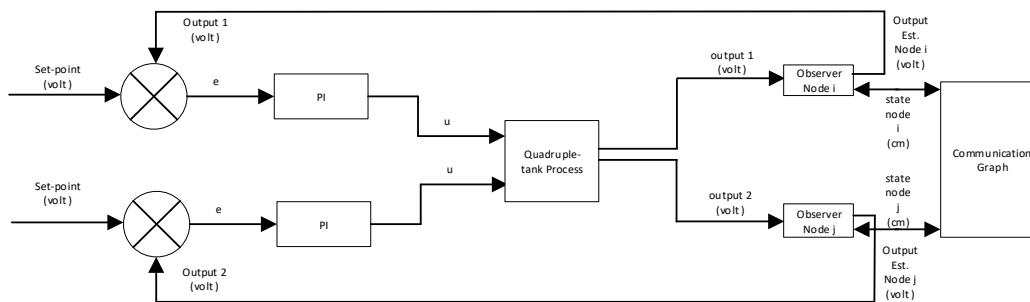 Output 1
(volt)
Output
Est.
Node i
(volt)
Set-point
(volt)
e
PI
u
output 1
(volt)
Observer
Node i
state
node
i
(cm)
Quadruple-
tank Process
Communication
Graph
Set-point
(volt)
e
PI
u
output 2
(volt)
Observer
Node j
state
node
j
(cm)
Output 2
(volt)
Output
Est.
Node j
(volt)